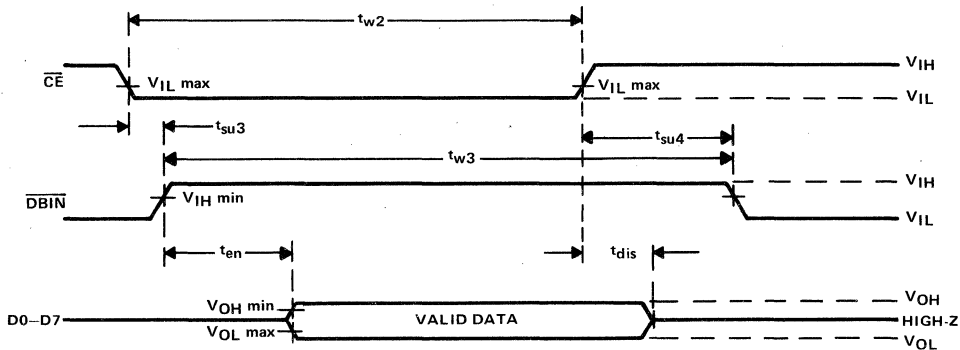 tw2
CE
VIL max
VIL max
VIH
VIL
tsu3
tsu4
tw3
DBIN
VIH min
VIH
VIL
ten
tdis
D0–D7
VOH min
VOL max
VALID DATA
VOH
HIGH-Z
VOL